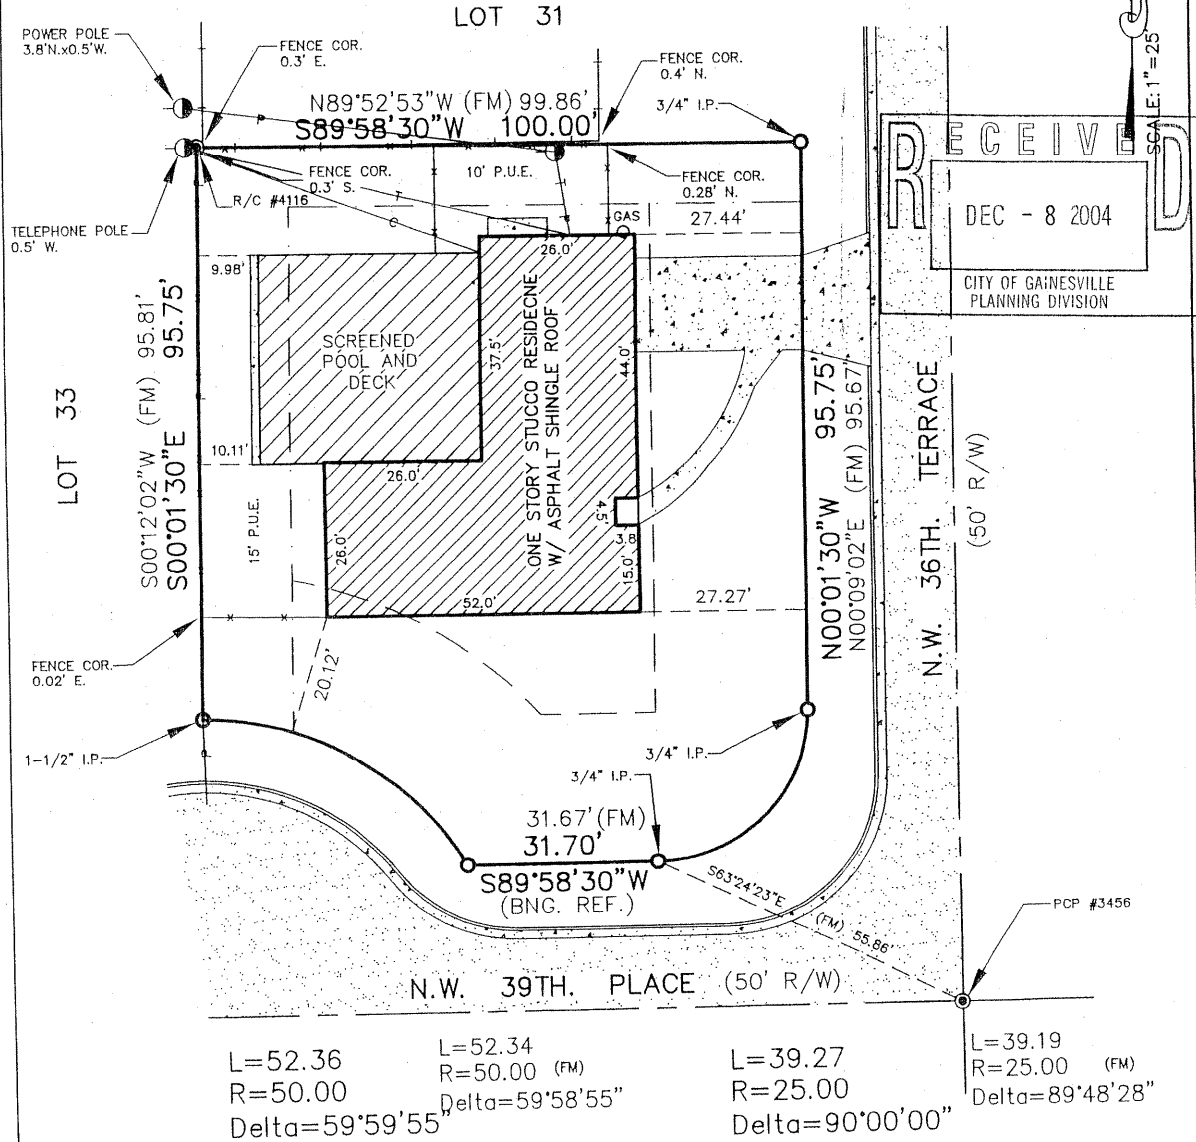 LOT 31
POWER POLE
3.8'N.x0.5'W.
FENCE COR.
0.3' E.
FENCE COR.
0.4' N.
3/4" I.P.
SCALE: 1"=25'
N89°52'53"W (FM) 99.86'
S89°58'30"W 100.00'
P
RECEIVED
DEC - 8 2004
CITY OF GAINESVILLE
PLANNING DIVISION
FENCE COR.
0.3' S.
10' P.U.E.
FENCE COR.
0.28' N.
R/C #4116
T
C
GAS
27.44'
TELEPHONE POLE
0.5' W.
26.0'
9.98'
SCREENED
POOL AND
DECK
37.5'
ONE STORY STUCCO RESIDECNE
W/ ASPHALT SHINGLE ROOF
44.0'
LOT 33
S00°12'02"W (FM) 95.81'
S00°01'30"E 95.75'
N00°01'30"W 95.75'
N00°09'02"E (FM) 95.67'
N.W. 36TH. TERRACE
(50' R/W)
10.11'
26.0'
15' P.U.E.
26.0'
4.5'
3.8
15.0'
52.0'
27.27'
FENCE COR.
0.02' E.
20.12'
1-1/2" I.P.
3/4" I.P.
3/4" I.P.
31.67'(FM)
31.70'
S89°58'30"W
(BNG. REF.)
S63°24'23"E
(FM) 55.86'
PCP #3456
N.W. 39TH. PLACE (50' R/W)
L=52.36
R=50.00
Delta=59°59'55"
L=52.34
R=50.00 (FM)
Delta=59°58'55"
L=39.27
R=25.00
Delta=90°00'00"
L=39.19
R=25.00 (FM)
Delta=89°48'28"